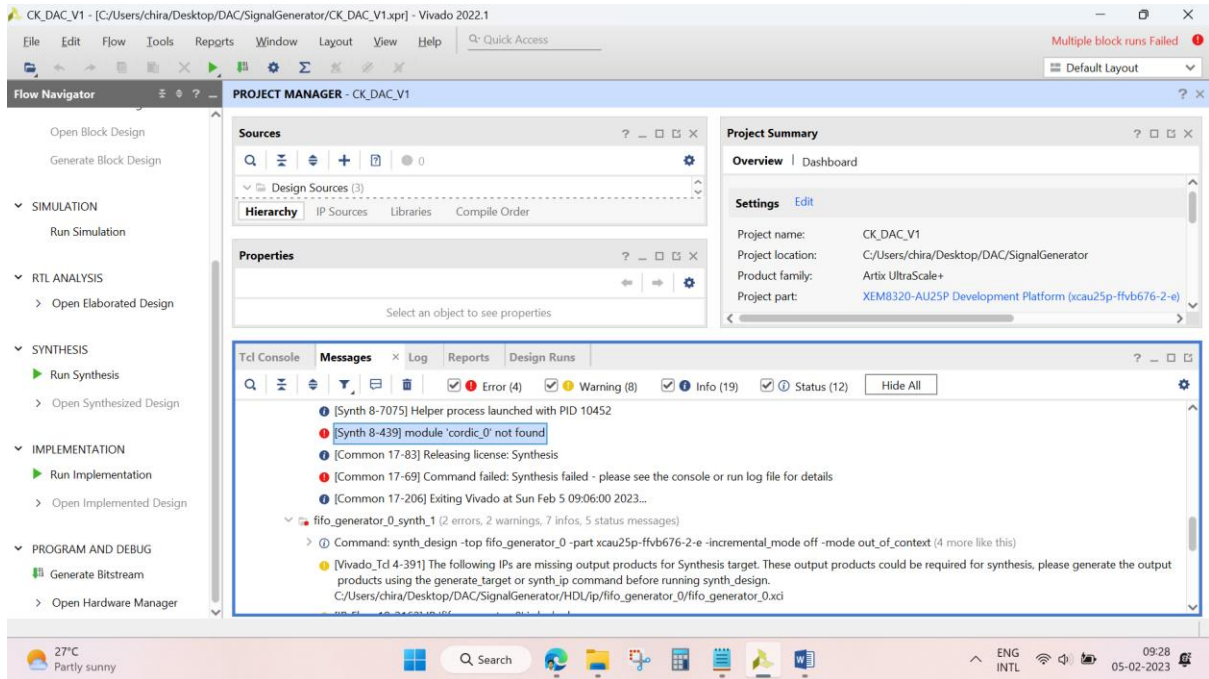 CK_DAC_V1 - [C:/Users/chira/Desktop/DAC/SignalGenerator/CK_DAC_V1.xpr] - Vivado 2022.1
File Edit Flow Tools Reports Window Layout View Help Quick Access
Multiple block runs Failed
Default Layout
Flow Navigator
PROJECT MANAGER - CK_DAC_V1
Open Block Design
Generate Block Design
SIMULATION
Run Simulation
RTL ANALYSIS
Open Elaborated Design
SYNTHESIS
Run Synthesis
Open Synthesized Design
IMPLEMENTATION
Run Implementation
Open Implemented Design
PROGRAM AND DEBUG
Generate Bitstream
Open Hardware Manager
Sources
0
Design Sources (3)
Hierarchy IP Sources Libraries Compile Order
Properties
Select an object to see properties
Project Summary
Overview Dashboard
Settings Edit
Project name: CK_DAC_V1
Project location: C:/Users/chira/Desktop/DAC/SignalGenerator
Product family: Artix UltraScale+
Project part: XEM8320-AU25P Development Platform (xcau25p-ffvb676-2-e)
Tcl Console Messages Log Reports Design Runs
Error (4) Warning (8) Info (19) Status (12) Hide All
[Synth 8-7075] Helper process launched with PID 10452
[Synth 8-439] module 'cordic_0' not found
[Common 17-83] Releasing license: Synthesis
[Common 17-69] Command failed: Synthesis failed - please see the console or run log file for details
[Common 17-206] Exiting Vivado at Sun Feb 5 09:06:00 2023...
fifo_generator_0_synth_1 (2 errors, 2 warnings, 7 infos, 5 status messages)
Command: synth_design -top fifo_generator_0 -part xcau25p-ffvb676-2-e -incremental_mode off -mode out_of_context (4 more like this)
[Vivado_Tcl 4-391] The following IPs are missing output products for Synthesis target. These output products could be required for synthesis, please generate the output
products using the generate_target or synth_ip command before running synth_design.
C:/Users/chira/Desktop/DAC/SignalGenerator/HDL/ip/fifo_generator_0/fifo_generator_0.xci
27°C
Partly sunny
Search
ENG
INTL
09:28
05-02-2023